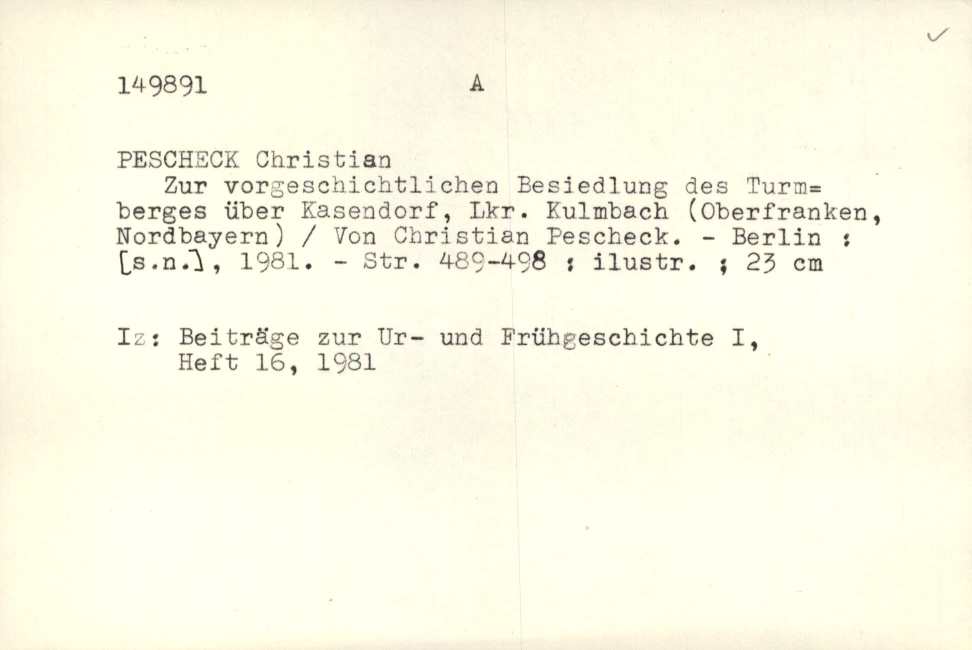 149891 A
PESCHECK Christian
Zur vorgeschichtlichen Besiedlung des Turm=
berges über Kasendorf, Lkr. Kulmbach (Oberfranken,
Nordbayern) / Von Christian Pescheck. - Berlin :
[s.n.], 1981. - Str. 489-498 : ilustr. ; 23 cm
Iz: Beiträge zur Ur- und Frühgeschichte I,
Heft 16, 1981